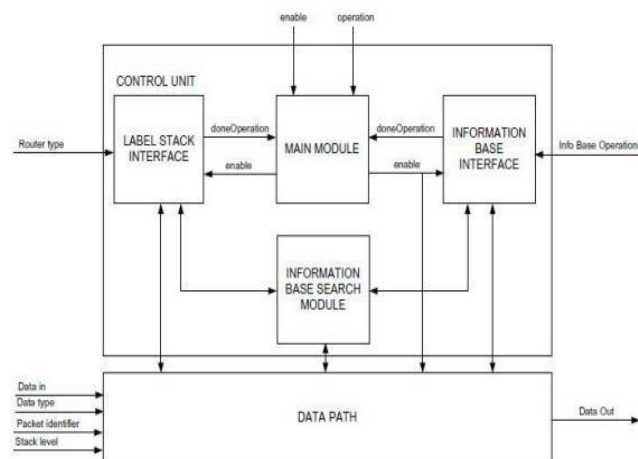 enable
operation
CONTROL UNIT
LABEL STACK
INTERFACE
doneOperation
MAIN MODULE
doneOperation
INFORMATION
BASE
INTERFACE
Router type
enable
enable
Info Base Operation
INFORMATION
BASE SEARCH
MODULE
Data in
Data type
Packet identifier
Stack level
DATA PATH
Data Out